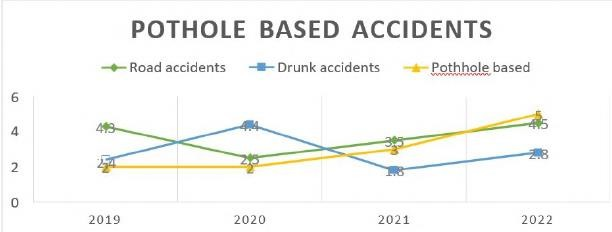 POTHOLE BASED ACCIDENTS
Road accidents Drunk accidents Pothhole based
6
4
2
0
4.3 2.5 3.5 4.5
2.4 4.4 1.8 2.8
2 2 3 5
2019 2020 2021 2022